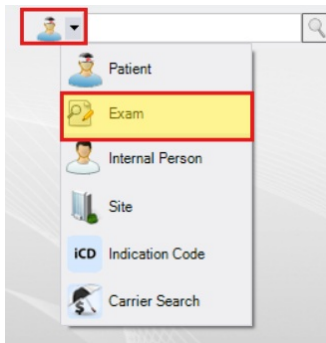 Patient
Exam
Internal Person
Site
iCD Indication Code
Carrier Search